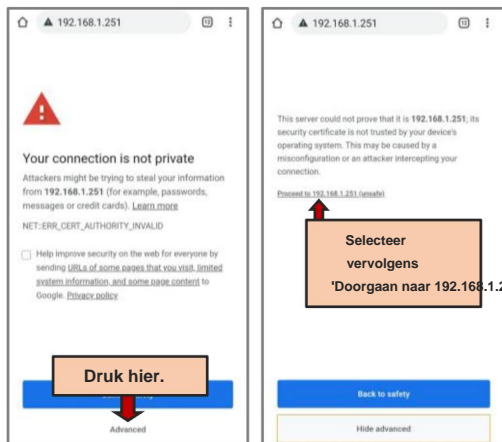 192.168.1.251
12
Your connection is not private
Attackers might be trying to steal your information
from 192.168.1.251 (for example, passwords,
messages or credit cards). Learn more
NET::ERR_CERT_AUTHORITY_INVALID
Help improve security on the web for everyone by
sending URLs of some pages that you visit, limited
system information, and some page content to
Google. Privacy policy
Druk hier.
Advanced
192.168.1.251
12
This server could not prove that it is 192.168.1.251; its
security certificate is not trusted by your device's
operating system. This may be caused by a
misconfiguration or an attacker intercepting your
connection.
Proceed to 192.168.1.251 (unsafe)
Selecteer
vervolgens
'Doorgaan naar 192.168.1.2
Back to safety
Hide advanced